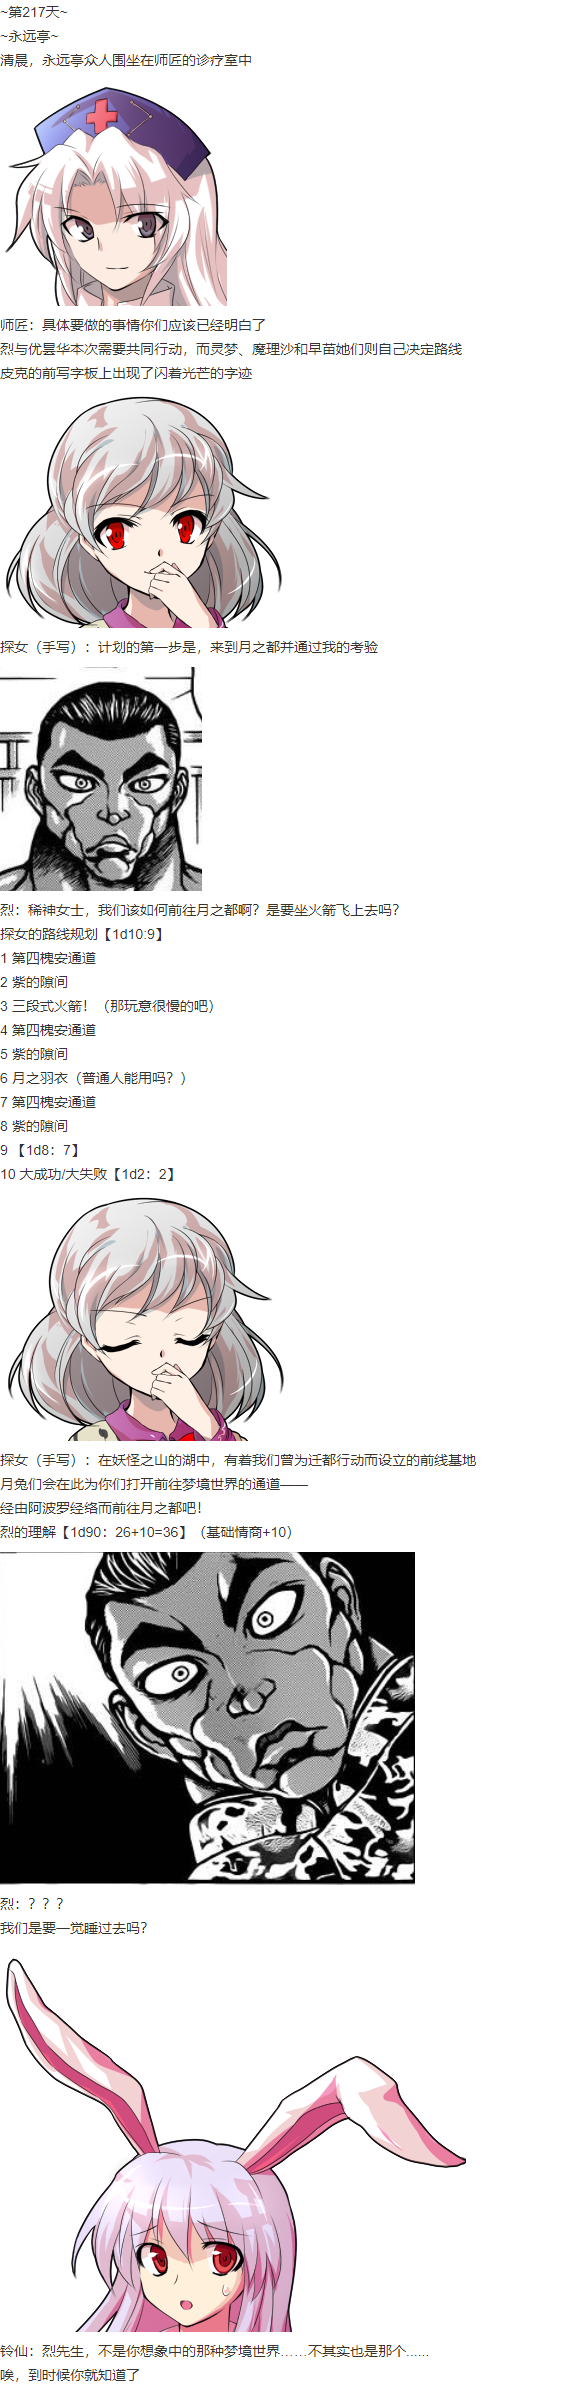 ~第217天~
~永远亭~
清晨，永远亭众人围坐在师匠的诊疗室中
师匠：具体要做的事情你们应该已经明白了
烈与优昙华本次需要共同行动，而灵梦、魔理沙和早苗她们则自己决定路线
皮克的前写字板上出现了闪着光芒的字迹
探女（手写）：计划的第一步是，来到月之都并通过我的考验
烈：稀神女士，我们该如何前往月之都啊？是要坐火箭飞上去吗？
探女的路线规划【1d10:9】
1 第四槐安通道
2 紫的隙间
3 三段式火箭！（那玩意很慢的吧）
4 第四槐安通道
5 紫的隙间
6 月之羽衣（普通人能用吗？）
7 第四槐安通道
8 紫的隙间
9 【1d8：7】
10 大成功/大失败【1d2：2】
探女（手写）：在妖怪之山的湖中，有着我们曾为迁都行动而设立的前线基地
月兔们会在此为你们打开前往梦境世界的通道——
经由阿波罗经络而前往月之都吧！
烈的理解【1d90：26+10=36】（基础情商+10）
烈：？？？
我们是要一觉睡过去吗？
铃仙：烈先生，不是你想象中的那种梦境世界……不其实也是那个......
唉，到时候你就知道了